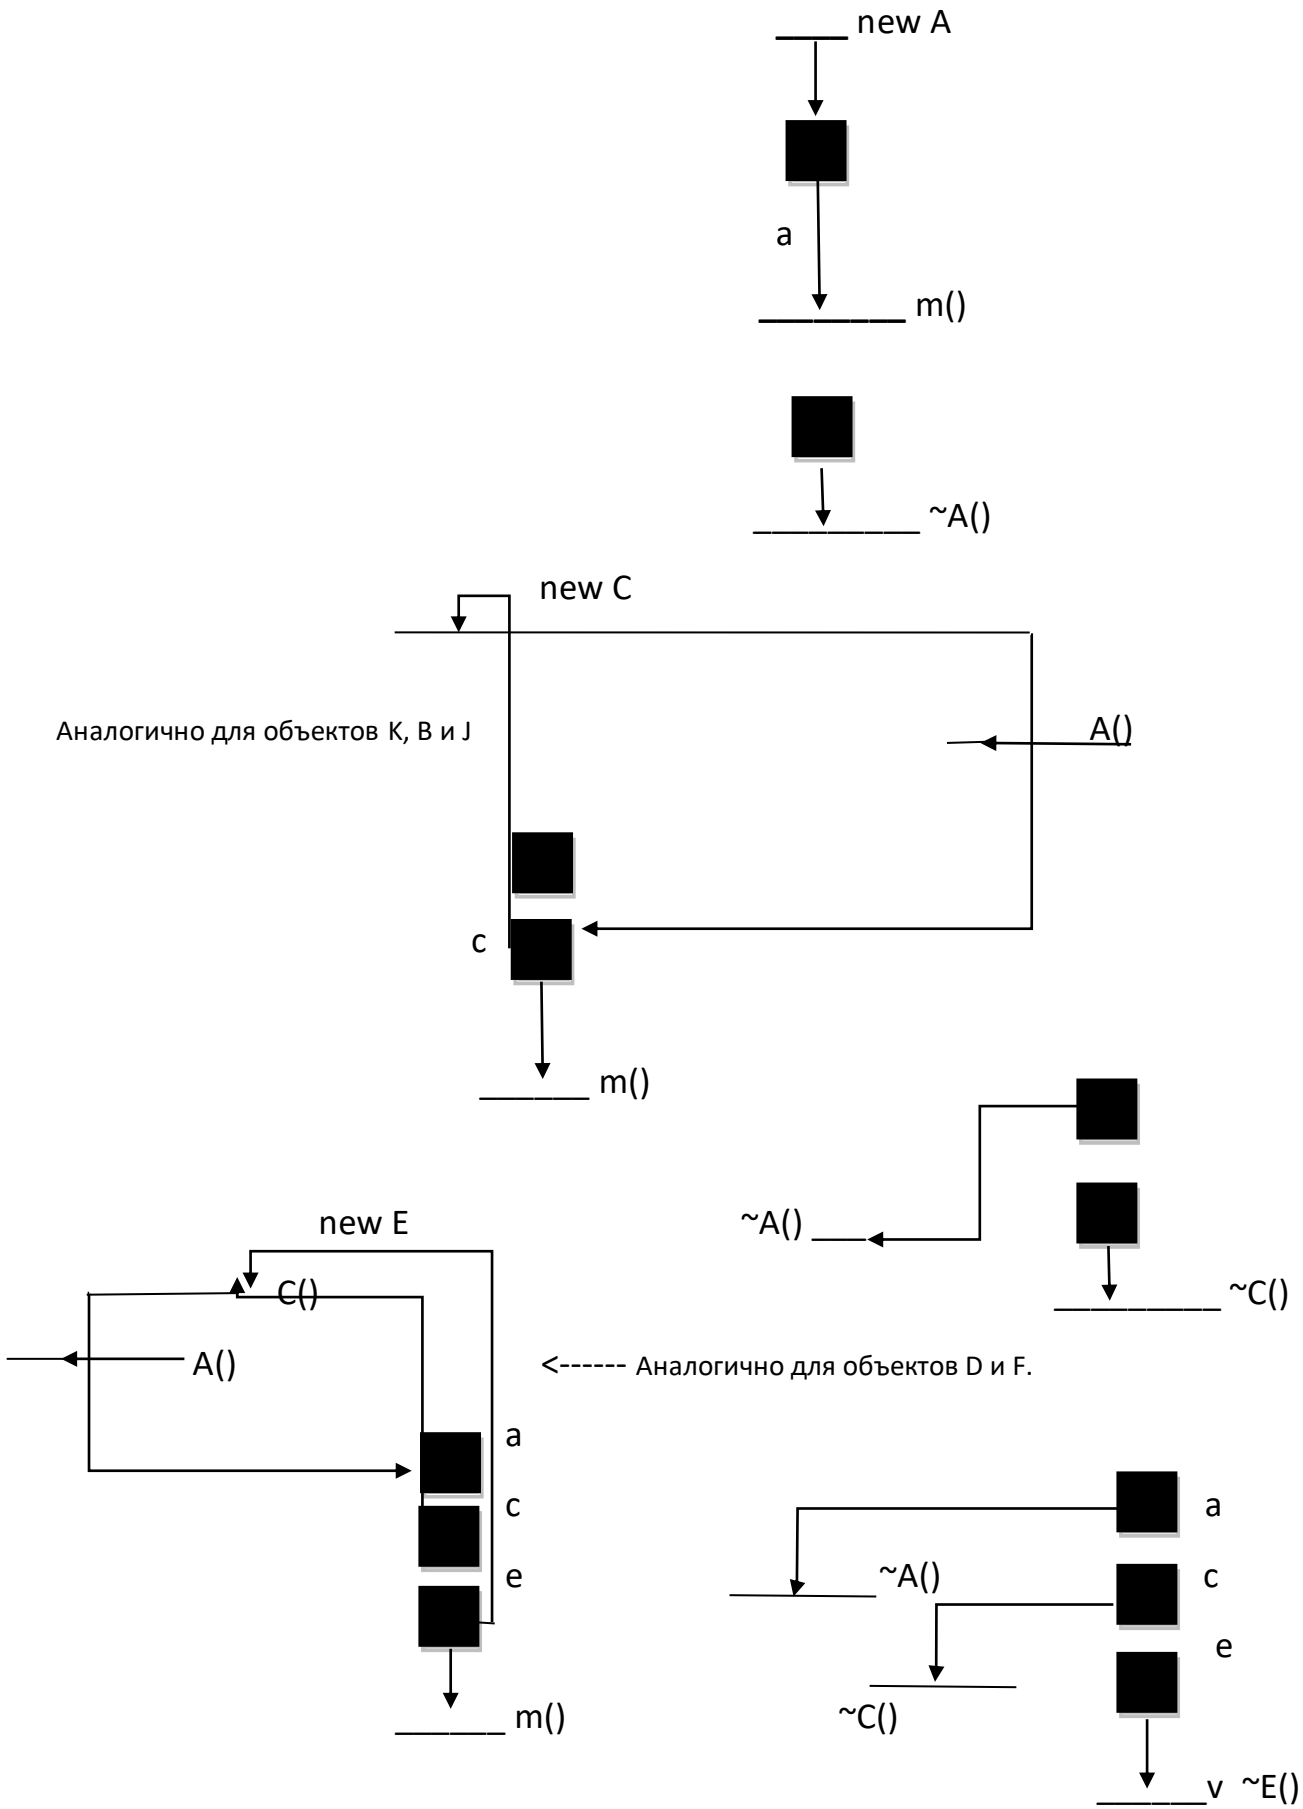 new A
a
m()
~A()
new C
Аналогично для объектов K, B и J
A()
c
m()
new E
~A()
C()
~C()
A()
<------ Аналогично для объектов D и F.
a
c
e
m()
a
~A()
c
e
~C()
v ~E()